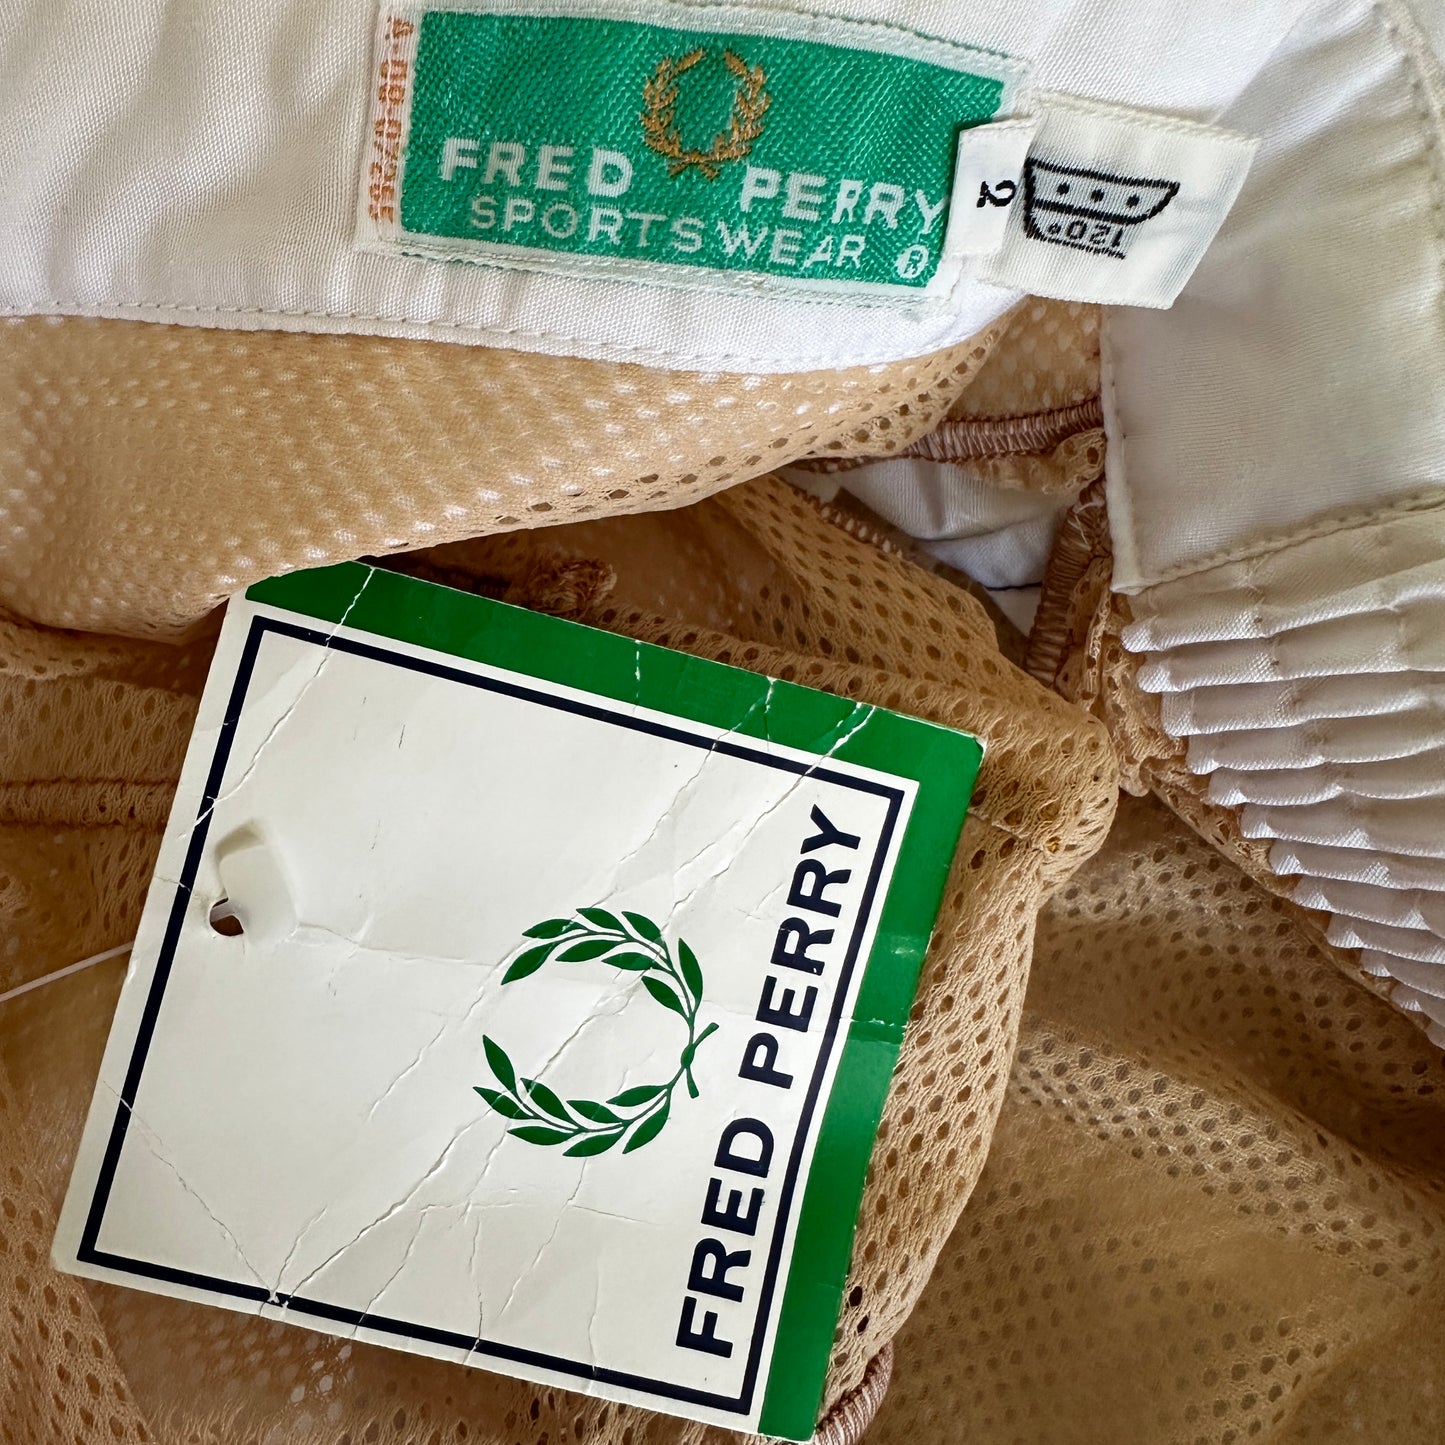 FRED PERRY
SPORTSWEAR ®
2
120°
FRED PERRY